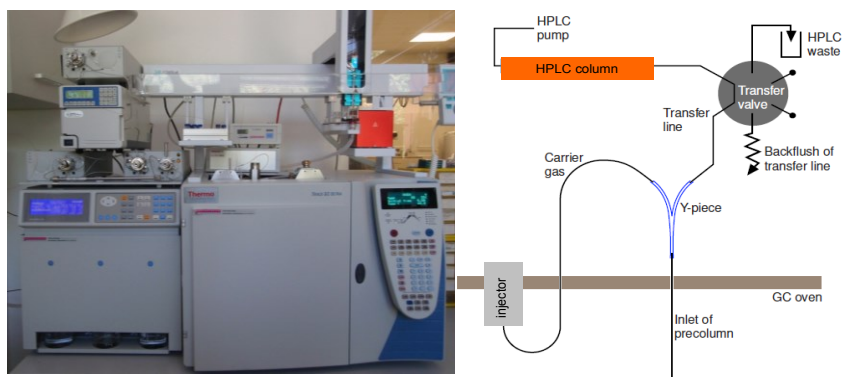 Thermo
HPLC
pump
HPLC
waste
HPLC column
Transfer
valve
Transfer
line
Backflush of
transfer line
Carrier
gas
Y-piece
injector
GC oven
Inlet of
precolumn